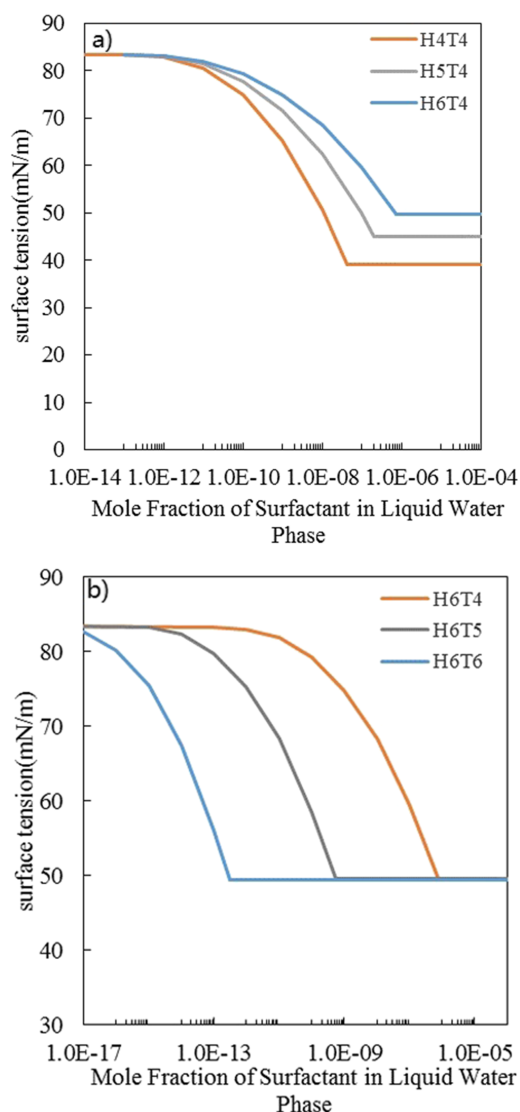 a)
H4T4
H5T4
H6T4
90
80
70
60
50
40
30
20
10
0
surface tension(mN/m)
1.0E-14 1.0E-12 1.0E-10 1.0E-08 1.0E-06 1.0E-04
Mole Fraction of Surfactant in Liquid Water
Phase
b)
H6T4
H6T5
H6T6
90
80
70
60
50
40
30
surface tension(mN/m)
1.0E-17 1.0E-13 1.0E-09 1.0E-05
Mole Fraction of Surfactant in Liquid Water
Phase